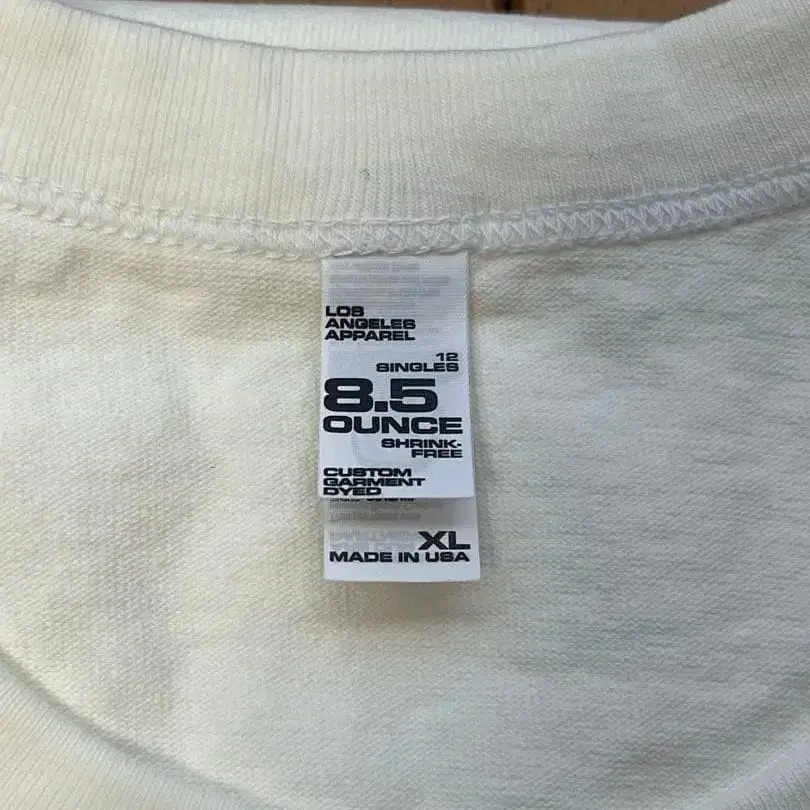 LOS
ANGELES
APPAREL
12
SINGLES
8.5
OUNCE
SHRINK-
FREE
CUSTOM
GARMENT
DYED
XL
MADE IN USA